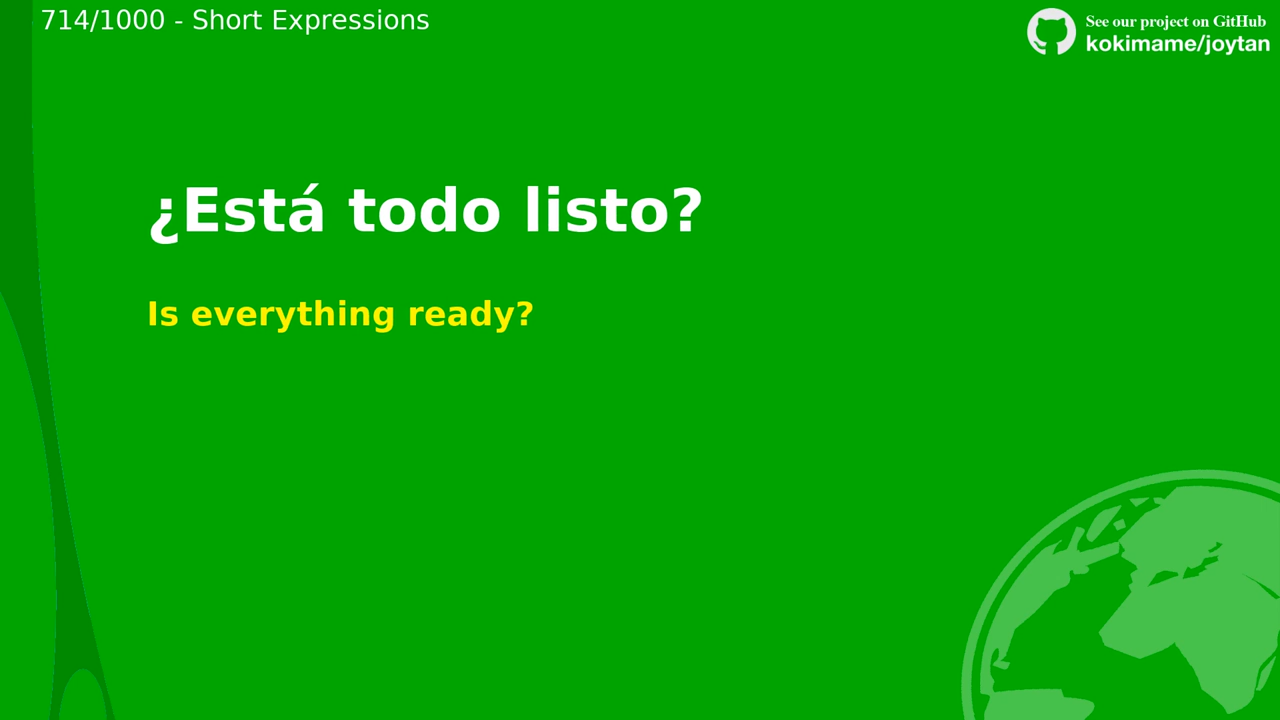 714/1000 - Short Expressions
See our project on GitHub
kokimame/joytan
¿Está todo listo?
Is everything ready?